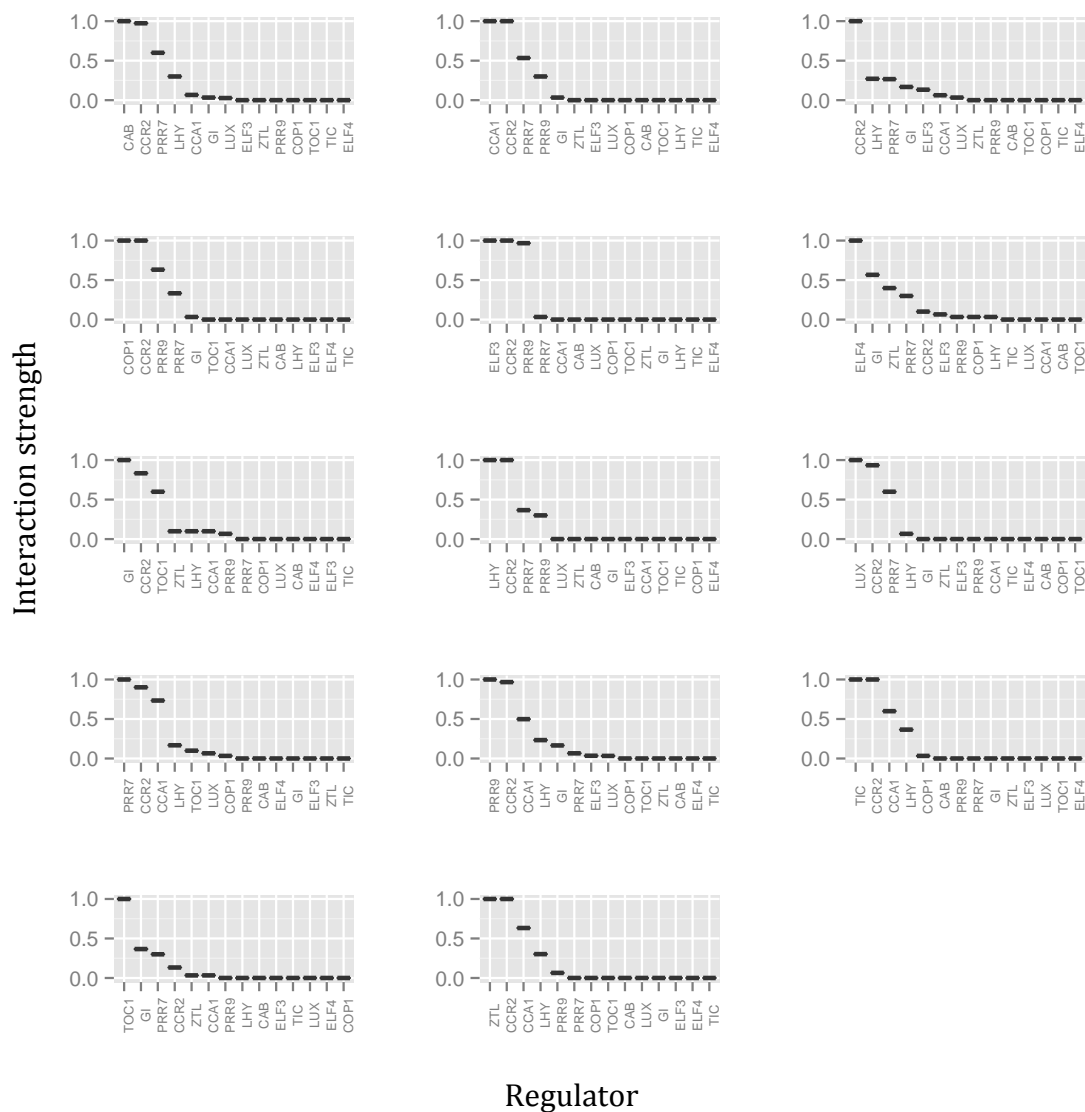 Interaction strength
1.0
0.5
0.0
CAB CCR2 PRR7 LHY CCA1 GI LUX ELF3 ZTL PRR9 COP1 TOC1 TIC ELF4
1.0
0.5
0.0
CCA1 CCR2 PRR7 PRR9 GI ZTL ELF3 LUX COP1 CAB TOC1 LHY TIC ELF4
1.0
0.5
0.0
CCR2 LHY PRR7 GI ELF3 CCA1 LUX ZTL PRR9 CAB TOC1 COP1 TIC ELF4
1.0
0.5
0.0
COP1 CCR2 PRR9 PRR7 GI TOC1 CCA1 LUX ZTL CAB LHY ELF3 ELF4 TIC
1.0
0.5
0.0
ELF3 CCR2 PRR9 PRR7 CCA1 CAB LUX COP1 TOC1 ZTL GI LHY TIC ELF4
1.0
0.5
0.0
ELF4 GI ZTL PRR7 CCR2 ELF3 PRR9 COP1 LHY TIC LUX CCA1 CAB TOC1
1.0
0.5
0.0
GI CCR2 TOC1 ZTL LHY CCA1 PRR9 PRR7 COP1 LUX CAB ELF4 ELF3 TIC
1.0
0.5
0.0
LHY CCR2 PRR7 PRR9 LUX ZTL CAB GI ELF3 CCA1 TOC1 TIC COP1 ELF4
1.0
0.5
0.0
LUX CCR2 PRR7 LHY GI ZTL ELF3 PRR9 CCA1 TIC ELF4 CAB COP1 TOC1
1.0
0.5
0.0
PRR7 CCR2 CCA1 LHY TOC1 LUX COP1 PRR9 CAB ELF4 GI ELF3 ZTL TIC
1.0
0.5
0.0
PRR9 CCR2 CCA1 LHY GI PRR7 ELF3 LUX COP1 TOC1 ZTL CAB ELF4 TIC
1.0
0.5
0.0
TIC CCR2 CCA1 LHY COP1 CAB PRR9 PRR7 GI ZTL ELF3 LUX TOC1 ELF4
1.0
0.5
0.0
TOC1 GI PRR7 CCR2 ZTL CCA1 PRR9 LHY CAB ELF3 TIC LUX ELF4 COP1
1.0
0.5
0.0
ZTL CCR2 CCA1 LHY PRR9 PRR7 COP1 TOC1 CAB LUX GI ELF3 ELF4 TIC
Regulator